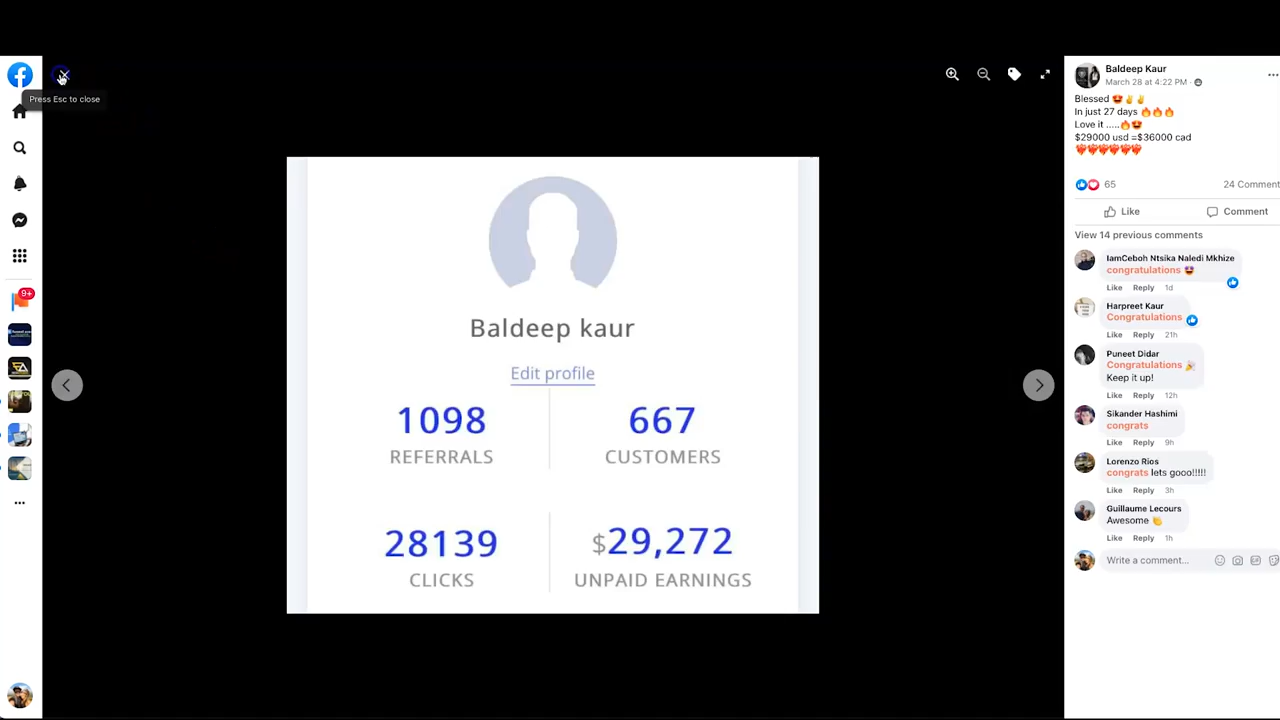 Press Esc to close
9+
Baldeep kaur
Edit profile
1098
REFERRALS
667
CUSTOMERS
28139
CLICKS
$29,272
UNPAID EARNINGS
Baldeep Kaur
March 28 at 4:22 PM ·
Blessed 😍✌✌
In just 27 days 🔥🔥🔥
Love it .....🔥😍
$29000 usd =$36000 cad
❤️‍🔥❤️‍🔥❤️‍🔥❤️‍🔥❤️‍🔥❤️‍🔥
65
24 Comment
Like
Comment
View 14 previous comments
IamCeboh Ntsika Naledi Mkhize
congratulations 😍
Like Reply 1d
Harpreet Kaur
Congratulations
Like Reply 21h
Puneet Didar
Congratulations 🎉
Keep it up!
Like Reply 12h
Sikander Hashimi
congrats
Like Reply 9h
Lorenzo Rios
congrats lets gooo!!!!!
Like Reply 3h
Guillaume Lecours
Awesome 👏
Like Reply 1h
Write a comment...